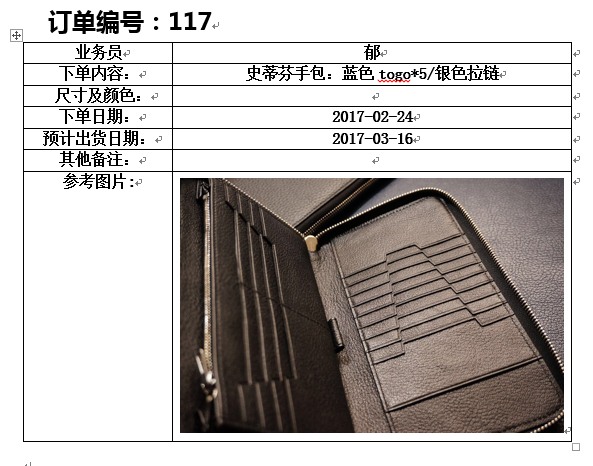 订单编号：117
业务员 郁
下单内容： 史蒂芬手包：蓝色 togo*5/银色拉链
尺寸及颜色：
下单日期： 2017-02-24
预计出货日期： 2017-03-16
其他备注：
参考图片: